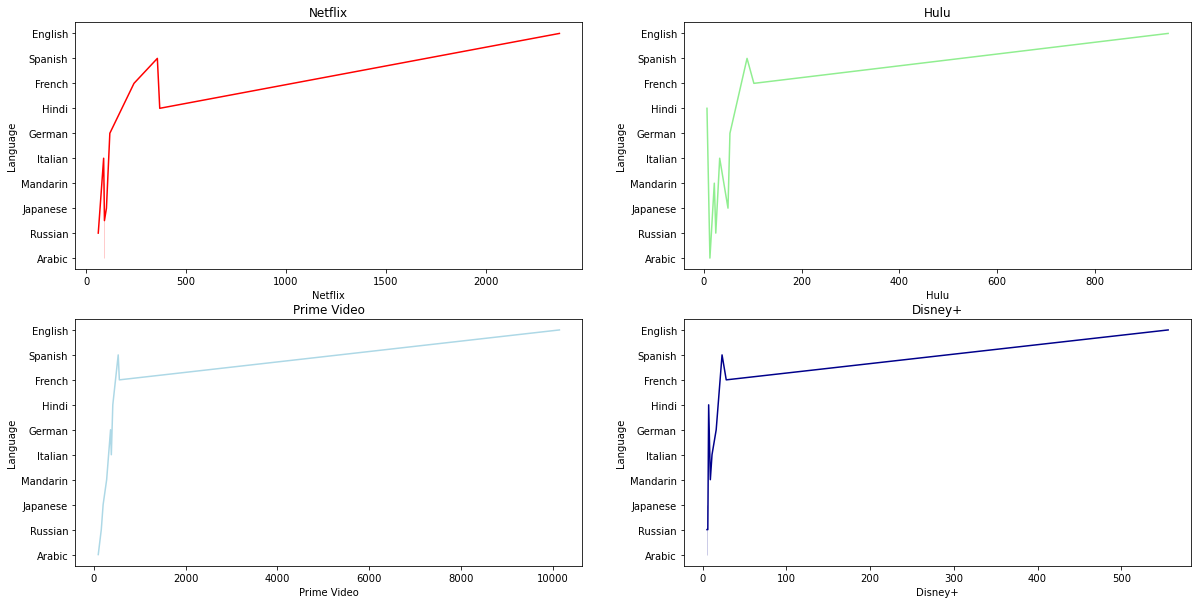 Netflix
Language
English
Spanish
French
Hindi
German
Italian
Mandarin
Japanese
Russian
Arabic
0 500 1000 1500 2000
Netflix
Hulu
Language
English
Spanish
French
Hindi
German
Italian
Mandarin
Japanese
Russian
Arabic
0 200 400 600 800
Hulu
Prime Video
Language
English
Spanish
French
Hindi
German
Italian
Mandarin
Japanese
Russian
Arabic
0 2000 4000 6000 8000 10000
Prime Video
Disney+
Language
English
Spanish
French
Hindi
German
Italian
Mandarin
Japanese
Russian
Arabic
0 100 200 300 400 500
Disney+